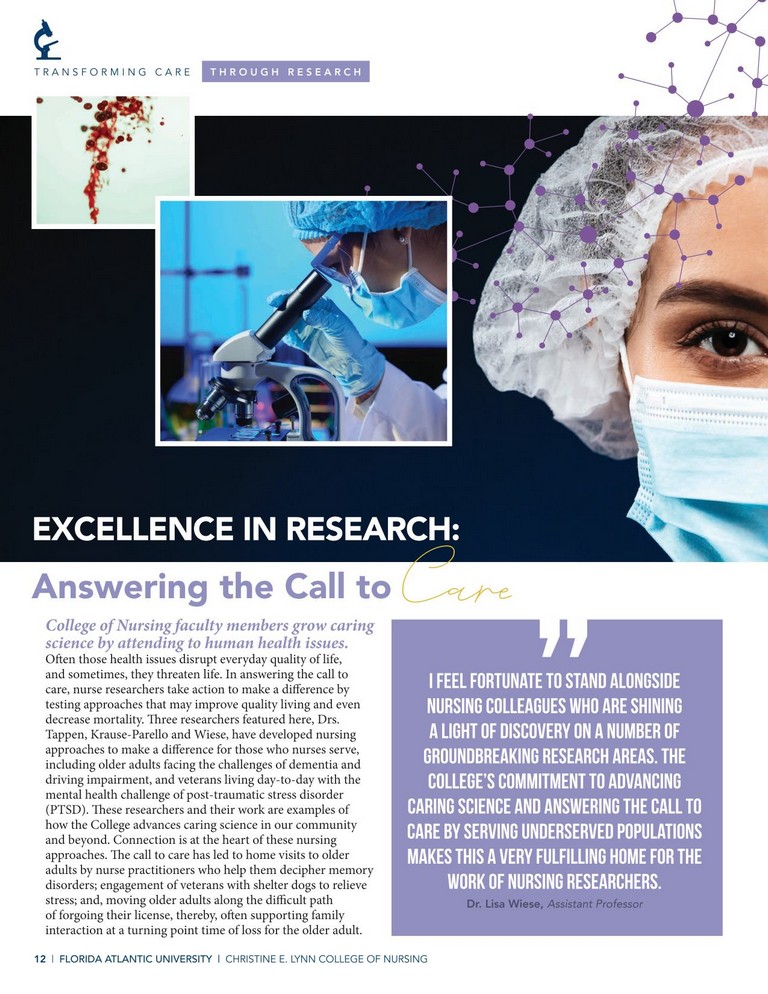 TRANSFORMING CARE THROUGH RESEARCH
EXCELLENCE IN RESEARCH:
Answering the Call to Care
College of Nursing faculty members grow caring
science by attending to human health issues.
Often those health issues disrupt everyday quality of life,
and sometimes, they threaten life. In answering the call to
care, nurse researchers take action to make a difference by
testing approaches that may improve quality living and even
decrease mortality. Three researchers featured here, Drs.
Tappen, Krause-Parello and Wiese, have developed nursing
approaches to make a difference for those who nurses serve,
including older adults facing the challenges of dementia and
driving impairment, and veterans living day-to-day with the
mental health challenge of post-traumatic stress disorder
(PTSD). These researchers and their work are examples of
how the College advances caring science in our community
and beyond. Connection is at the heart of these nursing
approaches. The call to care has led to home visits to older
adults by nurse practitioners who help them decipher memory
disorders; engagement of veterans with shelter dogs to relieve
stress; and, moving older adults along the difficult path
of forgoing their license, thereby, often supporting family
interaction at a turning point time of loss for the older adult.
”
I FEEL FORTUNATE TO STAND ALONGSIDE
NURSING COLLEAGUES WHO ARE SHINING
A LIGHT OF DISCOVERY ON A NUMBER OF
GROUNDBREAKING RESEARCH AREAS. THE
COLLEGE'S COMMITMENT TO ADVANCING
CARING SCIENCE AND ANSWERING THE CALL TO
CARE BY SERVING UNDERSERVED POPULATIONS
MAKES THIS A VERY FULFILLING HOME FOR THE
WORK OF NURSING RESEARCHERS.
Dr. Lisa Wiese, Assistant Professor
12 | FLORIDA ATLANTIC UNIVERSITY | CHRISTINE E. LYNN COLLEGE OF NURSING